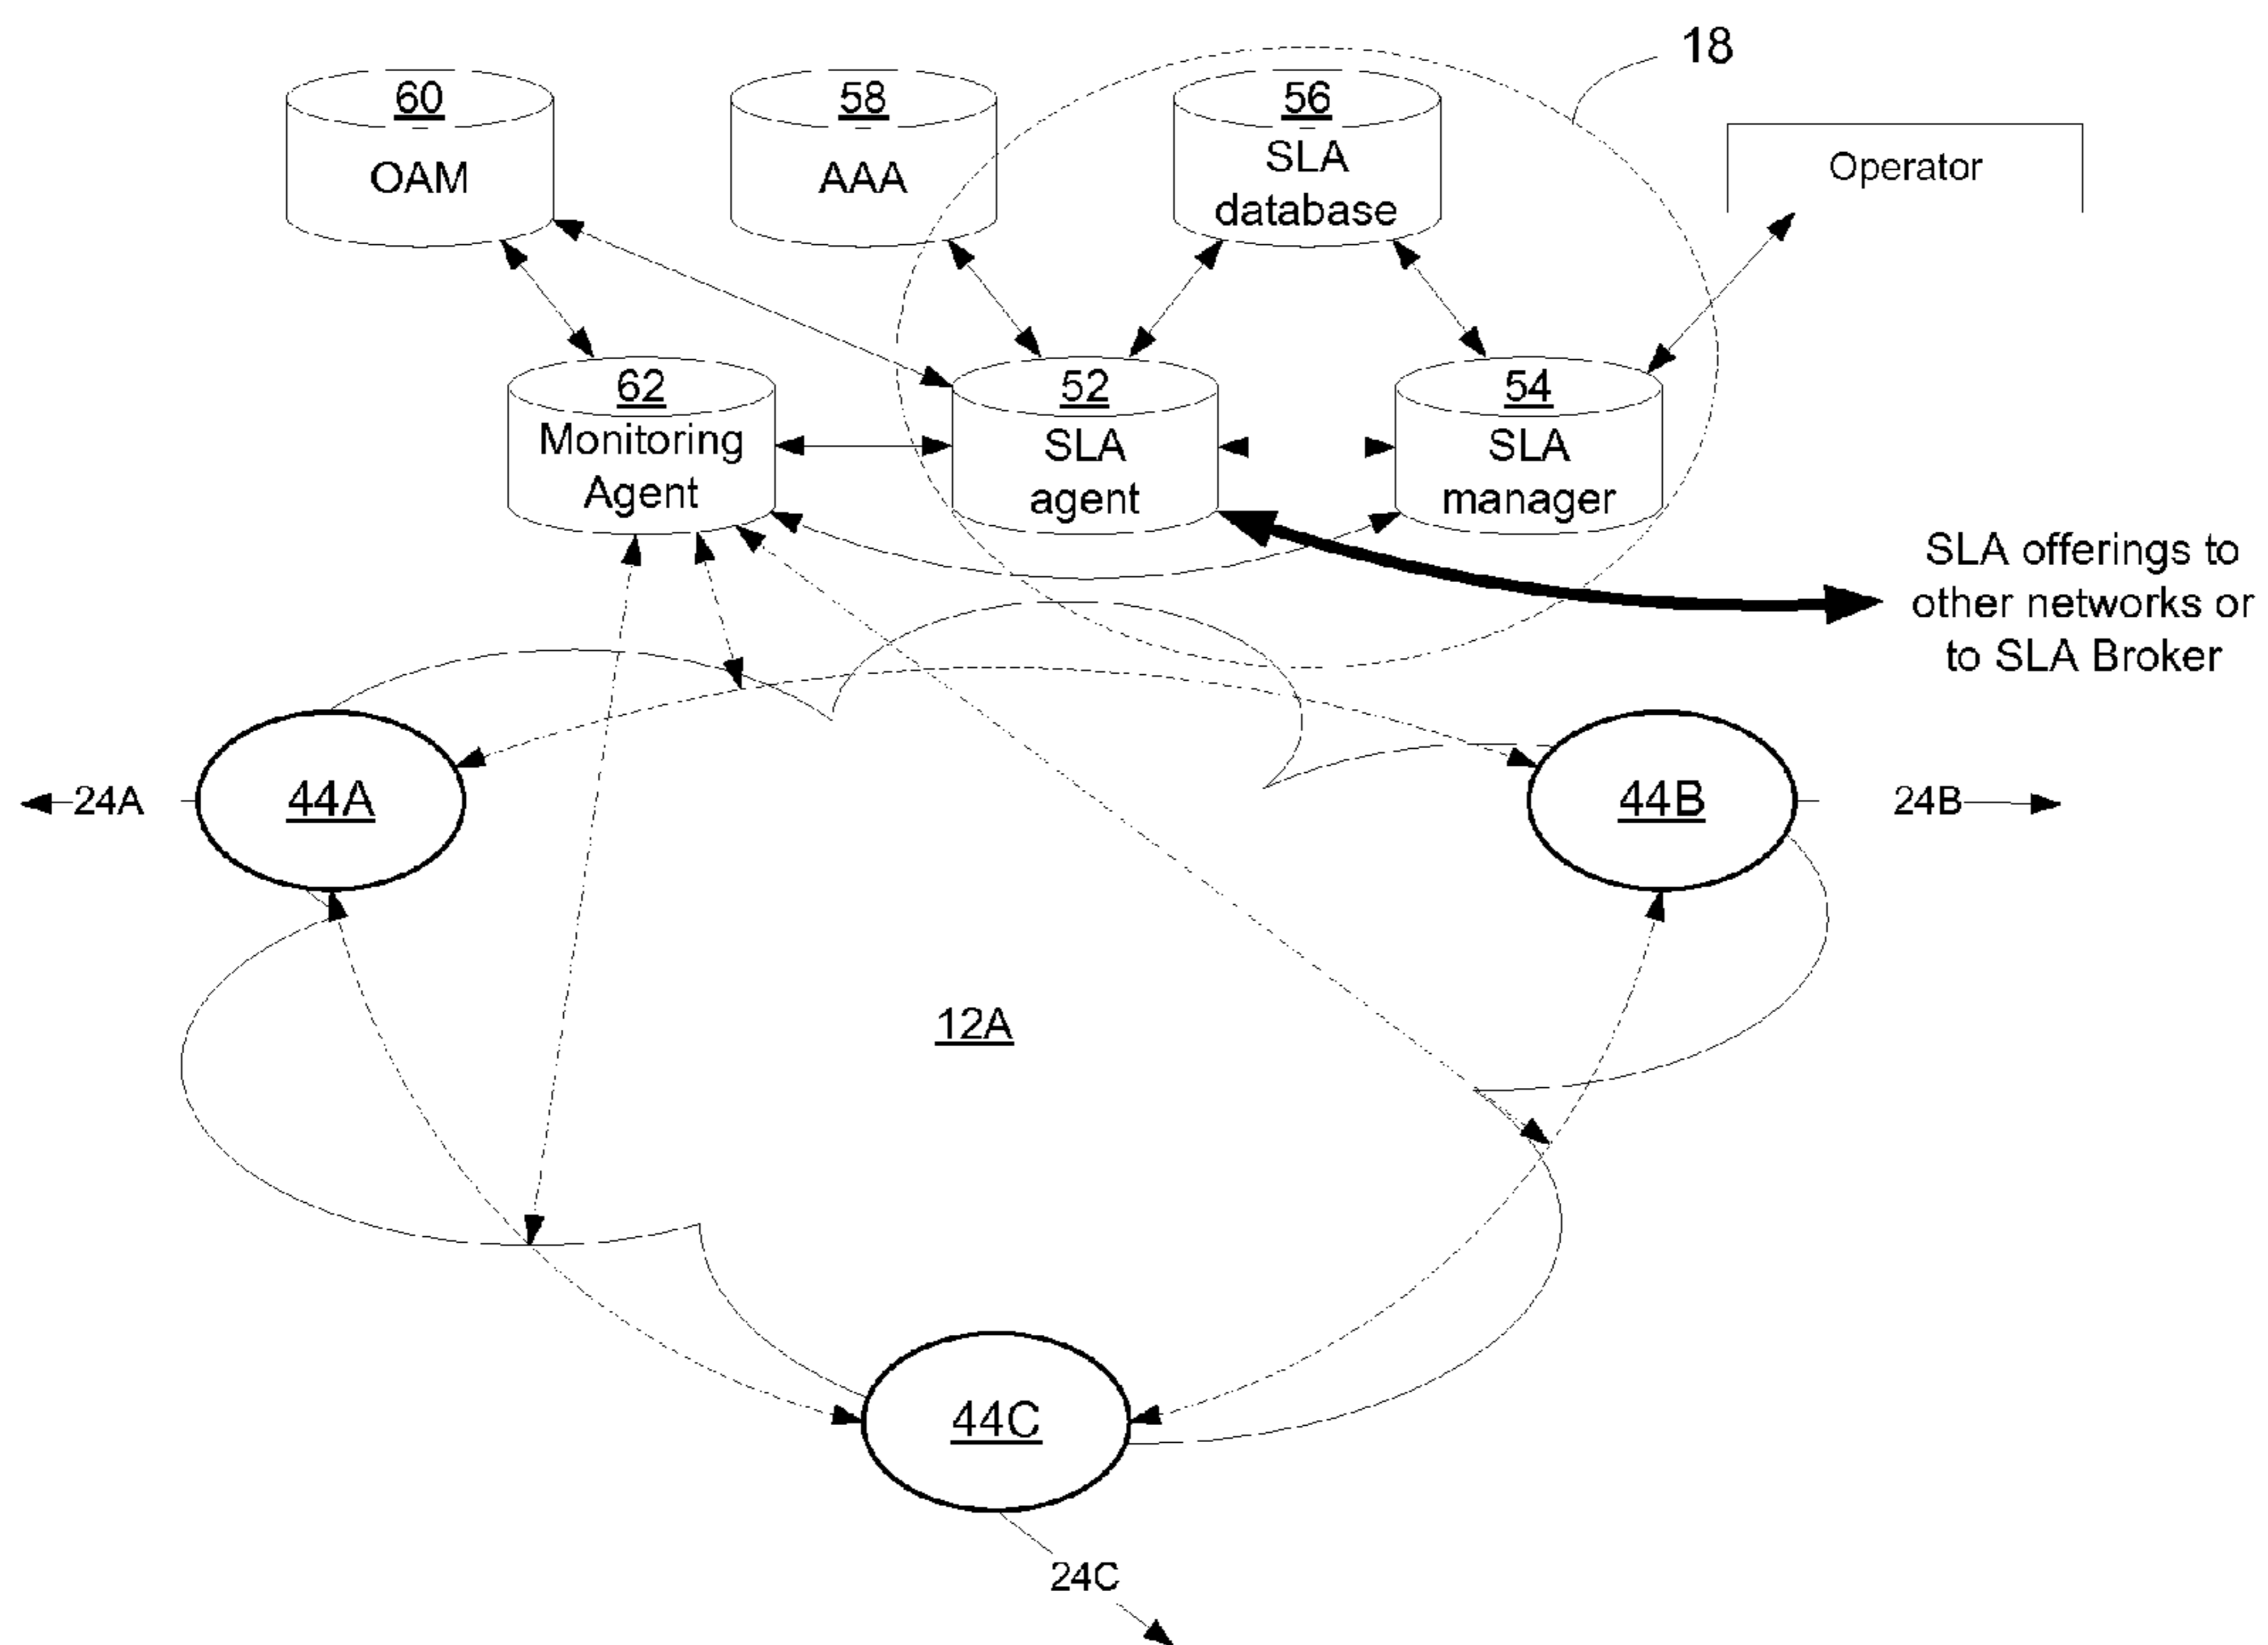 18
60
OAM
58
AAA
56
SLA
database
Operator
62
Monitoring
Agent
52
SLA
agent
54
SLA
manager
SLA offerings to
other networks or
to SLA Broker
24A
44A
44B
24B
12A
44C
24C